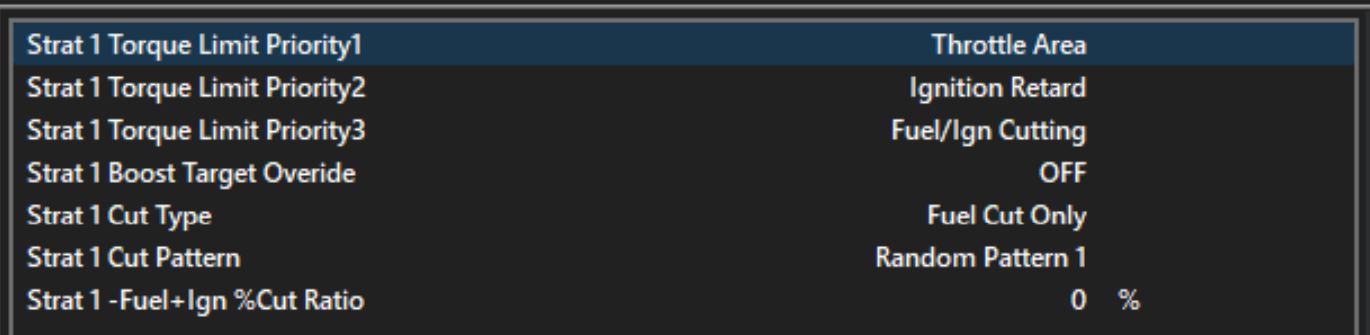 Strat 1 Torque Limit Priority1 Throttle Area
Strat 1 Torque Limit Priority2 Ignition Retard
Strat 1 Torque Limit Priority3 Fuel/Ign Cutting
Strat 1 Boost Target Overide OFF
Strat 1 Cut Type Fuel Cut Only
Strat 1 Cut Pattern Random Pattern 1
Strat 1 -Fuel+Ign %Cut Ratio 0 %